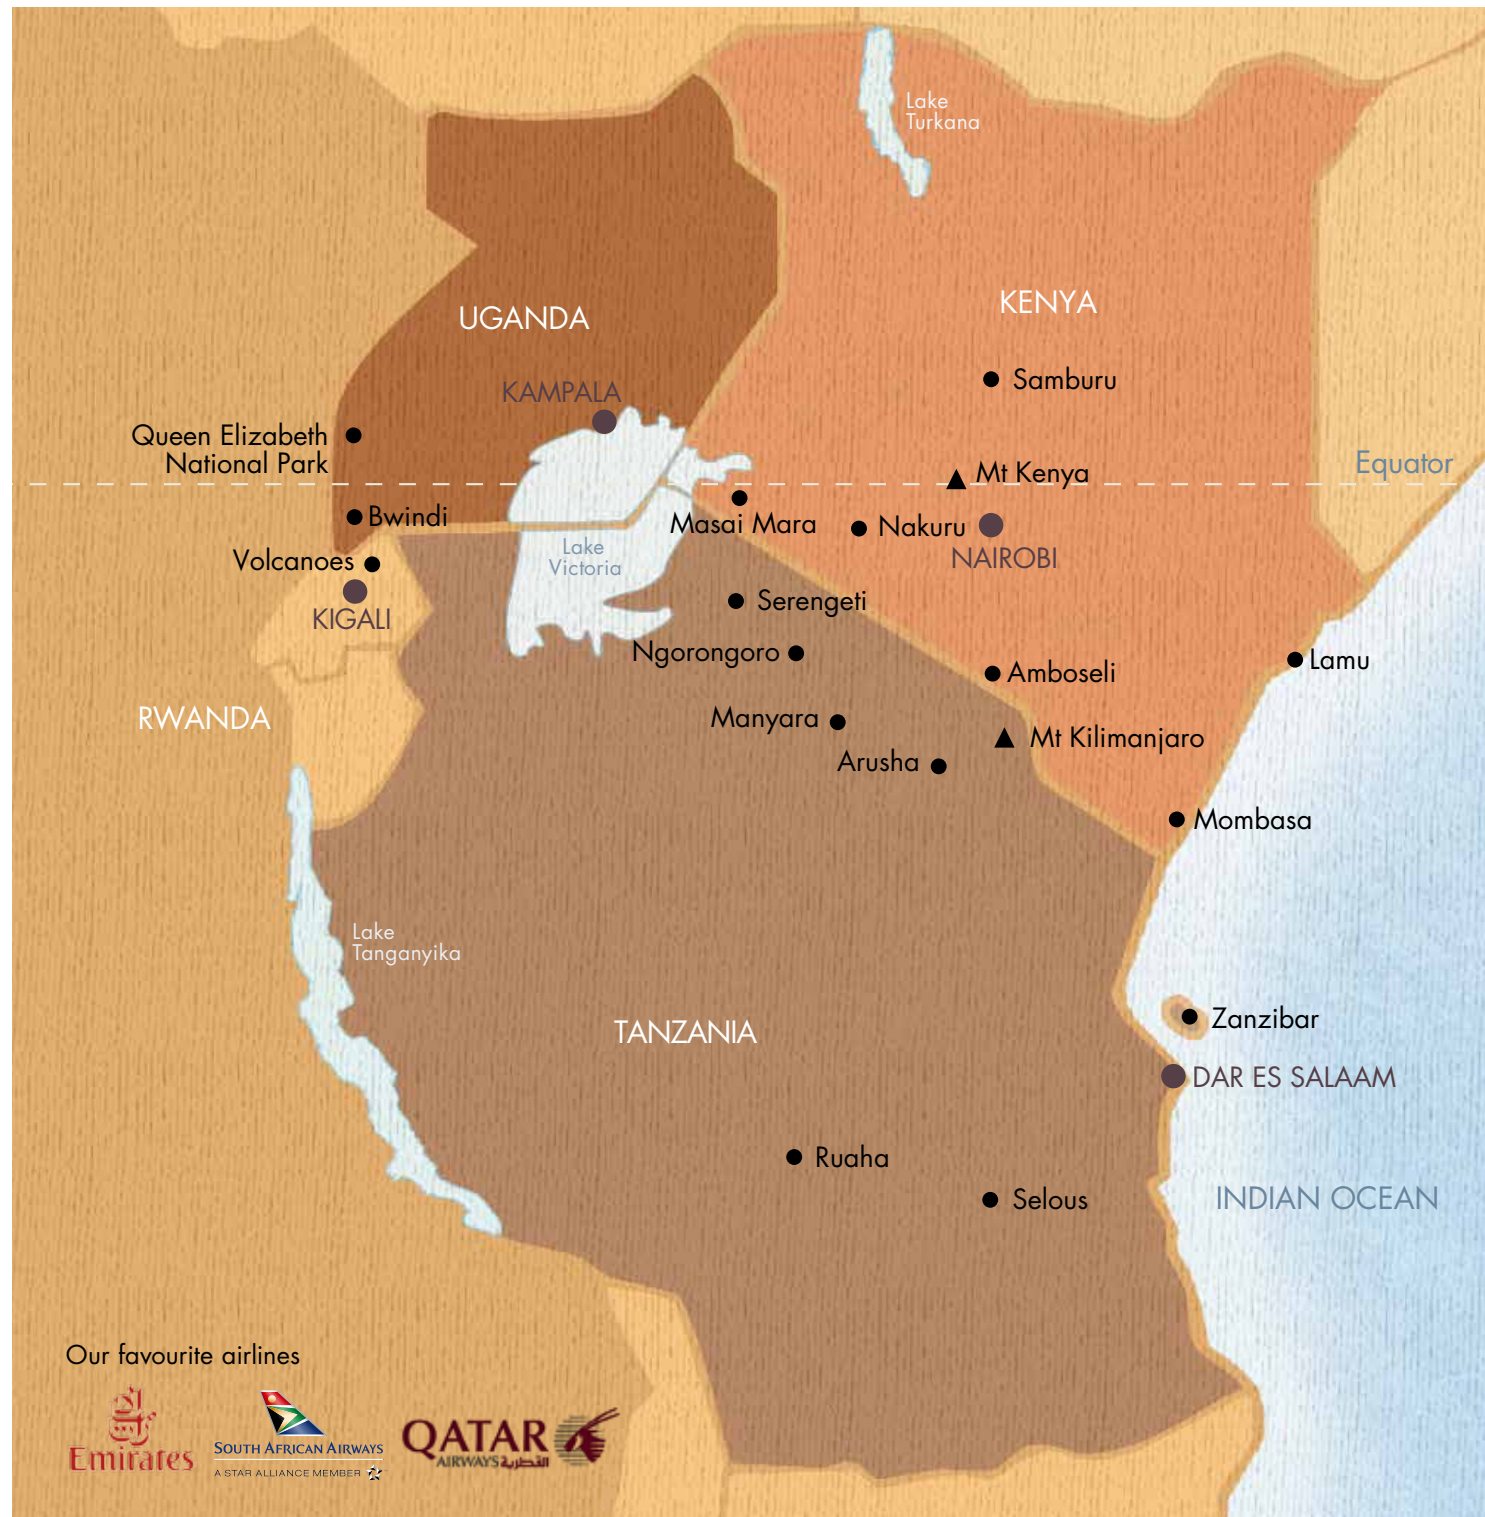 Lake
Turkana
UGANDA
KENYA
KAMPALA
Samburu
Queen Elizabeth
National Park
Equator
Mt Kenya
Bwindi
Masai Mara
Nakuru
NAIROBI
Lake
Victoria
Volcanoes
KIGALI
Serengeti
Ngorongoro
Amboseli
Lamu
RWANDA
Manyara
Mt Kilimanjaro
Arusha
Mombasa
Lake
Tanganyika
Zanzibar
TANZANIA
DAR ES SALAAM
Ruaha
Selous
INDIAN OCEAN
Our favourite airlines
Emirates
SOUTH AFRICAN AIRWAYS
A STAR ALLIANCE MEMBER
QATAR
AIRWAYS القطرية